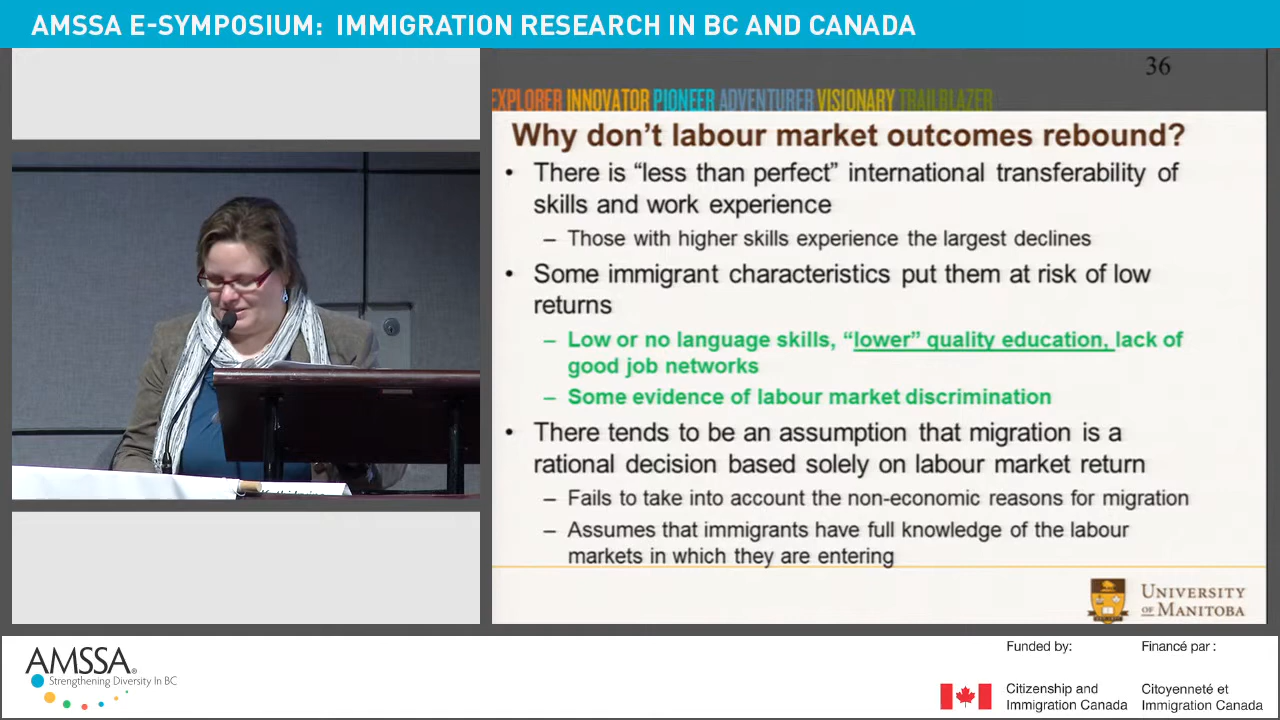 AMSSA E-SYMPOSIUM: IMMIGRATION RESEARCH IN BC AND CANADA
36
EXPLORER INNOVATOR PIONEER ADVENTURER VISIONARY TRAILBLAZER
Why don't labour market outcomes rebound?
• There is "less than perfect" international transferability of
skills and work experience
– Those with higher skills experience the largest declines
• Some immigrant characteristics put them at risk of low
returns
– Low or no language skills, "lower" quality education, lack of
good job networks
– Some evidence of labour market discrimination
• There tends to be an assumption that migration is a
rational decision based solely on labour market return
– Fails to take into account the non-economic reasons for migration
– Assumes that immigrants have full knowledge of the labour
markets in which they are entering
UNIVERSITY
OF MANITOBA
AMSSA®
Strengthening Diversity In BC
Funded by:
Citizenship and
Immigration Canada
Financé par :
Citoyenneté et
Immigration Canada